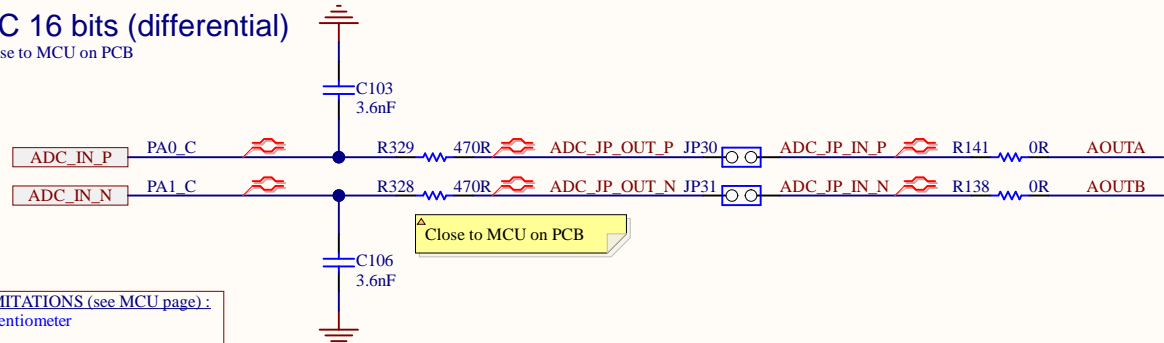 C 16 bits (differential)
se to MCU on PCB
C103
3.6nF
ADC_IN_P PA0_C R329 470R ADC_JP_OUT_P JP30 ADC_JP_IN_P R141 0R AOUTA
ADC_IN_N PA1_C R328 470R ADC_JP_OUT_N JP31 ADC_JP_IN_N R138 0R AOUTB
Close to MCU on PCB
C106
3.6nF
MITATIONS (see MCU page) :
entiometer